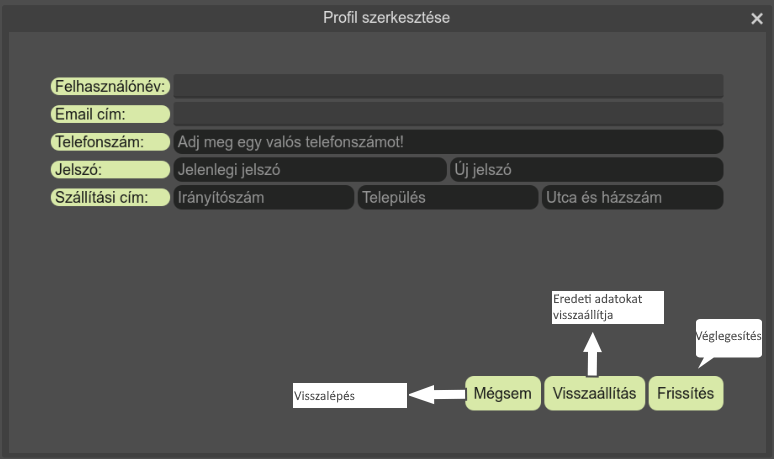 Profil szerkesztése
Felhasználónév:
Email cím:
Telefonszám: Adj meg egy valós telefonszámot!
Jelszó: Jelenlegi jelszó Új jelszó
Szállítási cím: Irányítószám Település Utca és házszám
Eredeti adatokat
visszaállítja
Véglegesítés
Visszalépés
Mégsem Visszaállítás Frissítés